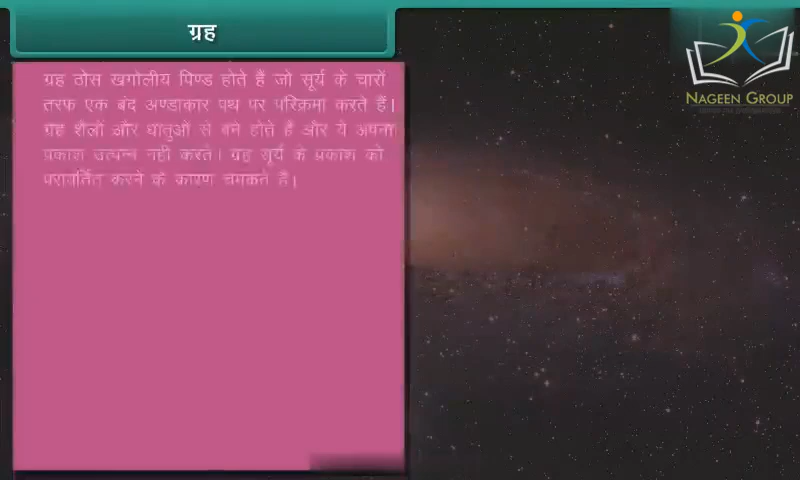 ग्रह
ग्रह ठोस खगोलीय पिण्ड होते हैं जो सूर्य के चारों
तरफ एक बंद अण्डाकार पथ पर परिक्रमा करते हैं।
ग्रह शैलों और धातुओं से बने होते हैं और ये अपना
प्रकाश उत्पन्न नहीं करते। ग्रह सूर्य के प्रकाश को
परावर्तित करने के कारण चमकते हैं।
NAGEEN GROUP